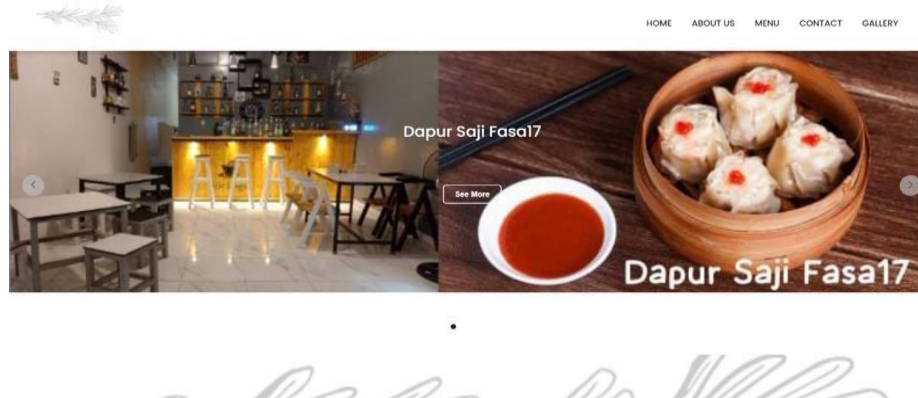 HOME ABOUT US MENU CONTACT GALLERY
Dapur Saji Fasa17
See More
Dapur Saji Fasa17